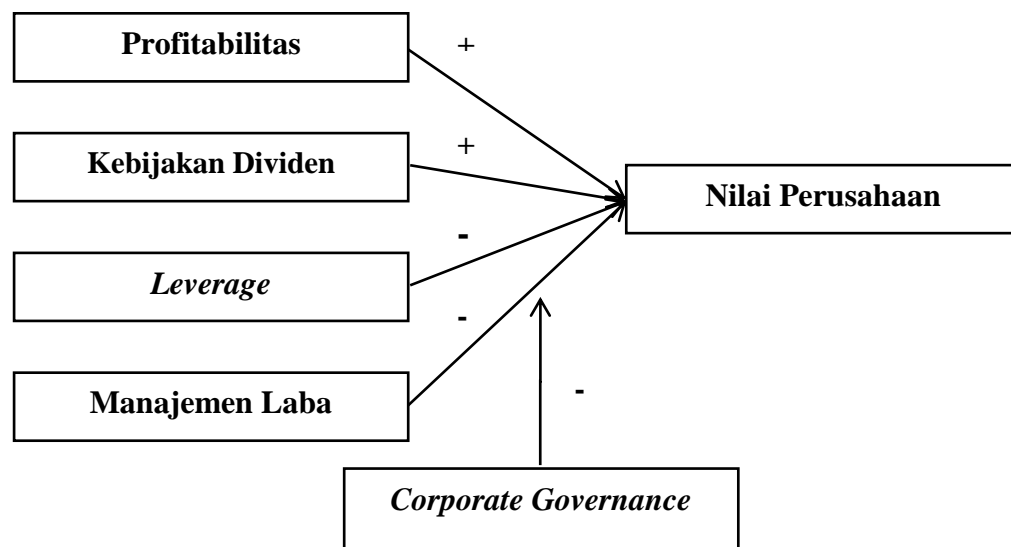 Profitabilitas
+
Kebijakan Dividen
+
Nilai Perusahaan
-
Leverage
-
Manajemen Laba
-
Corporate Governance